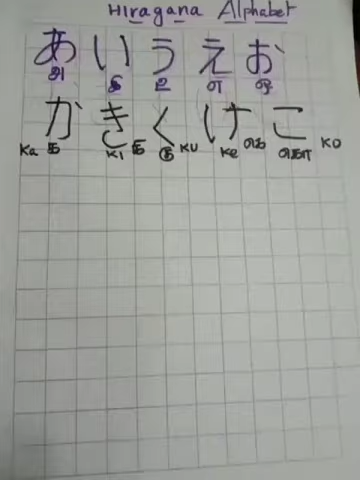 Hiragana Alphabet
あ い う え お
அ இ உ எ ஒ
か き く け こ
Ka க KI கி கு KU Ke கெ கொ KO